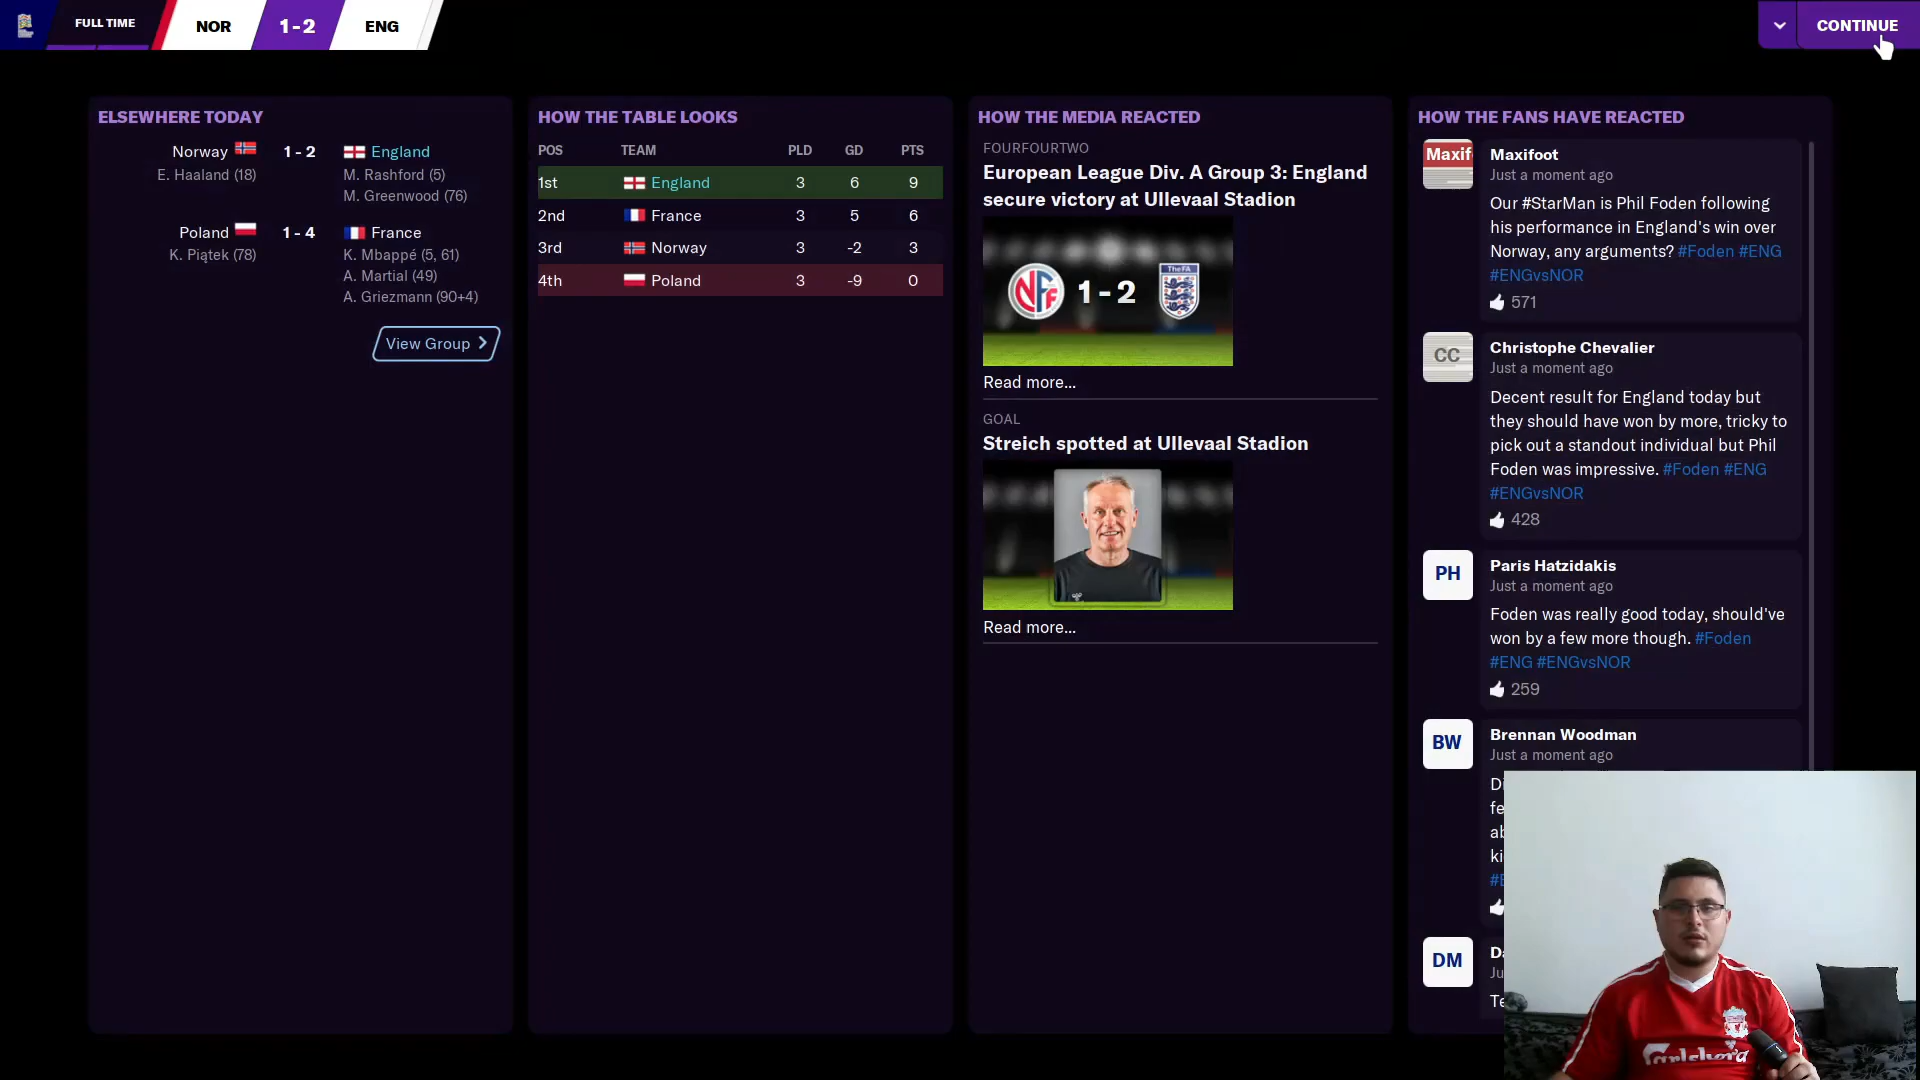 FULL TIME
NOR
1 - 2
ENG
CONTINUE
ELSEWHERE TODAY
Norway 1 - 2 England
E. Haaland (18) M. Rashford (5)
M. Greenwood (76)
Poland 1 - 4 France
K. Piątek (78) K. Mbappé (5, 61)
A. Martial (49)
A. Griezmann (90+4)
View Group
HOW THE TABLE LOOKS
POS TEAM PLD GD PTS
1st England 3 6 9
2nd France 3 5 6
3rd Norway 3 -2 3
4th Poland 3 -9 0
HOW THE MEDIA REACTED
FOURFOURTWO
European League Div. A Group 3: England
secure victory at Ullevaal Stadion
NFF 1 - 2 The FA
Read more...
GOAL
Streich spotted at Ullevaal Stadion
Read more...
HOW THE FANS HAVE REACTED
Maxif
Maxifoot
Just a moment ago
Our #StarMan is Phil Foden following
his performance in England's win over
Norway, any arguments? #Foden #ENG
#ENGvsNOR
571
CC
Christophe Chevalier
Just a moment ago
Decent result for England today but
they should have won by more, tricky to
pick out a standout individual but Phil
Foden was impressive. #Foden #ENG
#ENGvsNOR
428
PH
Paris Hatzidakis
Just a moment ago
Foden was really good today, should've
won by a few more though. #Foden
#ENG #ENGvsNOR
259
BW
Brennan Woodman
Just a moment ago
DM
Carlsberg